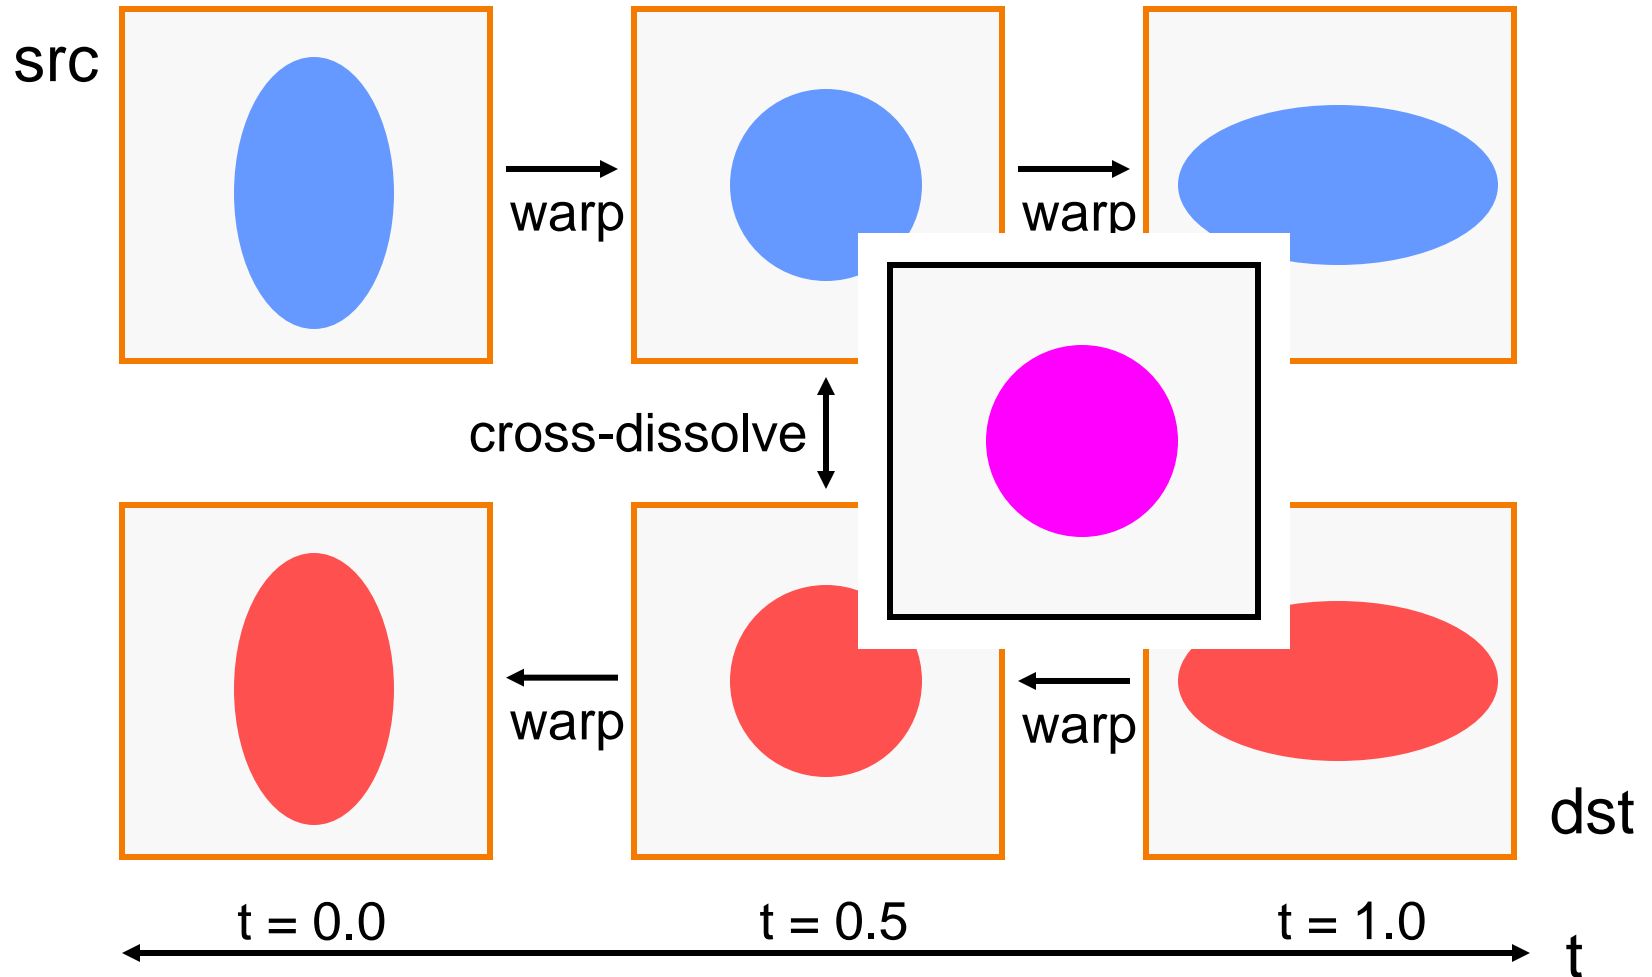 src
warp
warp
cross-dissolve
warp
warp
dst
t = 0.0
t = 0.5
t = 1.0
t